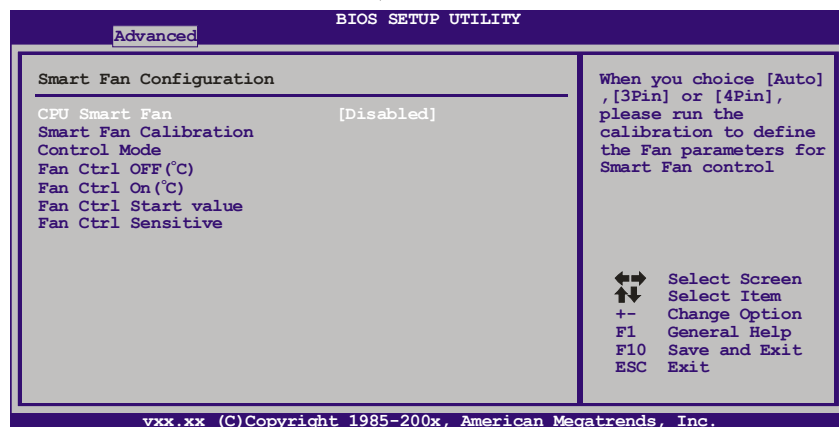 BIOS SETUP UTILITY
Advanced
Smart Fan Configuration
CPU Smart Fan [Disabled]
Smart Fan Calibration
Control Mode
Fan Ctrl OFF(°C)
Fan Ctrl On(°C)
Fan Ctrl Start value
Fan Ctrl Sensitive
When you choice [Auto]
,[3Pin] or [4Pin],
please run the
calibration to define
the Fan parameters for
Smart Fan control
Select Screen
Select Item
+- Change Option
F1 General Help
F10 Save and Exit
ESC Exit
vxx.xx (C)Copyright 1985-200x, American Megatrends, Inc.